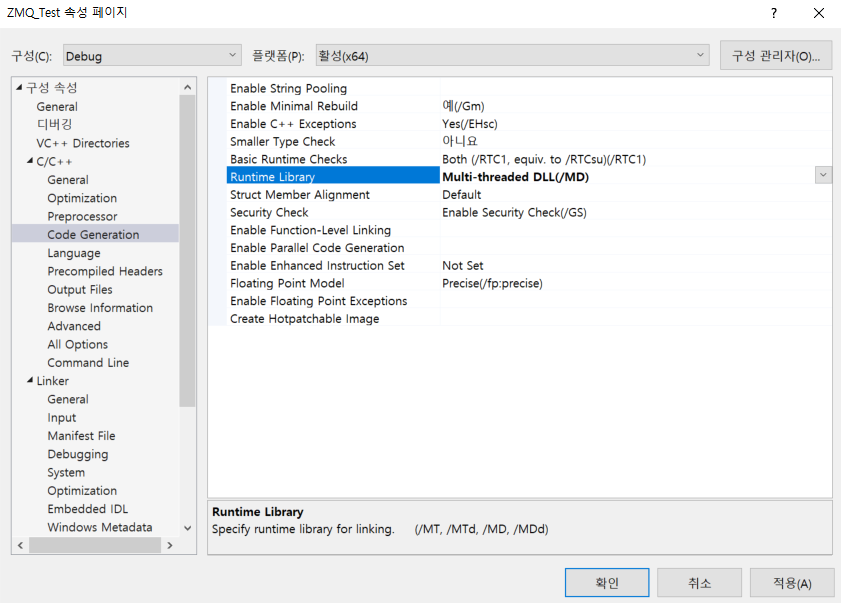 ZMQ_Test 속성 페이지
?
구성(C): Debug 플랫폼(P): 활성(x64) 구성 관리자(O)...
구성 속성
General
디버깅
VC++ Directories
C/C++
General
Optimization
Preprocessor
Code Generation
Language
Precompiled Headers
Output Files
Browse Information
Advanced
All Options
Command Line
Linker
General
Input
Manifest File
Debugging
System
Optimization
Embedded IDL
Windows Metadata
Enable String Pooling
Enable Minimal Rebuild 예(/Gm)
Enable C++ Exceptions Yes(/EHsc)
Smaller Type Check 아니요
Basic Runtime Checks Both (/RTC1, equiv. to /RTCsu)(/RTC1)
Runtime Library Multi-threaded DLL(/MD)
Struct Member Alignment Default
Security Check Enable Security Check(/GS)
Enable Function-Level Linking
Enable Parallel Code Generation
Enable Enhanced Instruction Set Not Set
Floating Point Model Precise(/fp:precise)
Enable Floating Point Exceptions
Create Hotpatchable Image
Runtime Library
Specify runtime library for linking. (/MT, /MTd, /MD, /MDd)
확인 취소 적용(A)